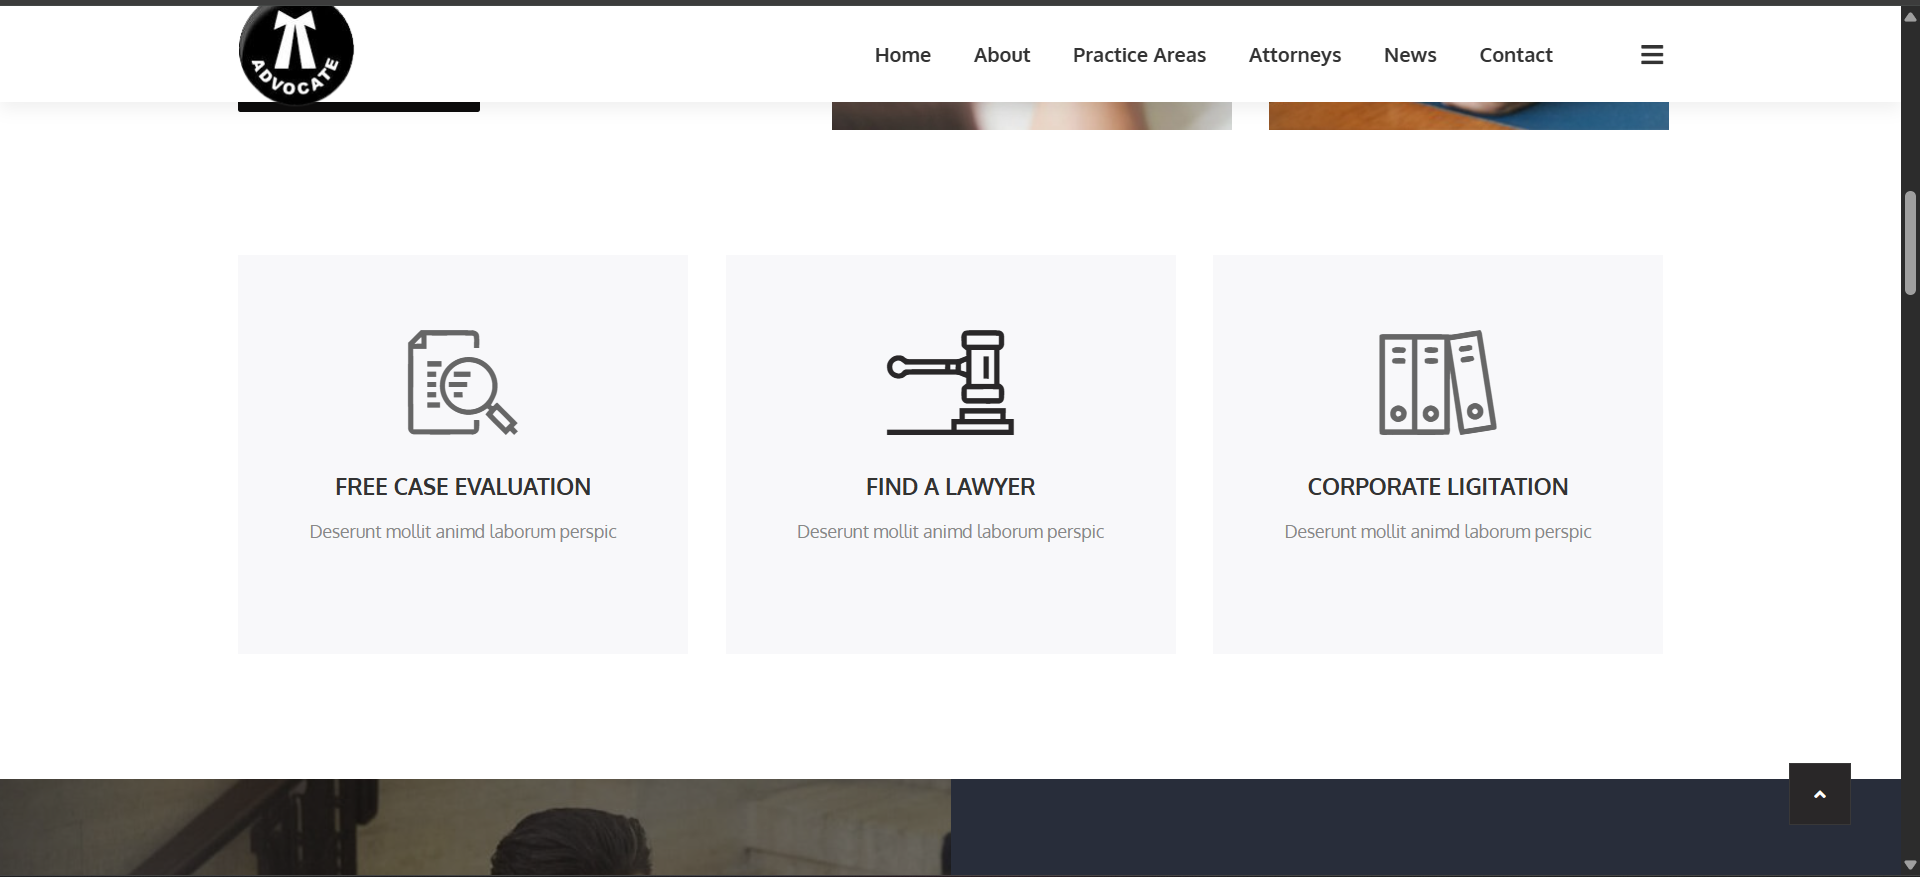 ADVOCATE
Home About Practice Areas Attorneys News Contact
FREE CASE EVALUATION
Deserunt mollit animd laborum perspic
FIND A LAWYER
Deserunt mollit animd laborum perspic
CORPORATE LIGITATION
Deserunt mollit animd laborum perspic